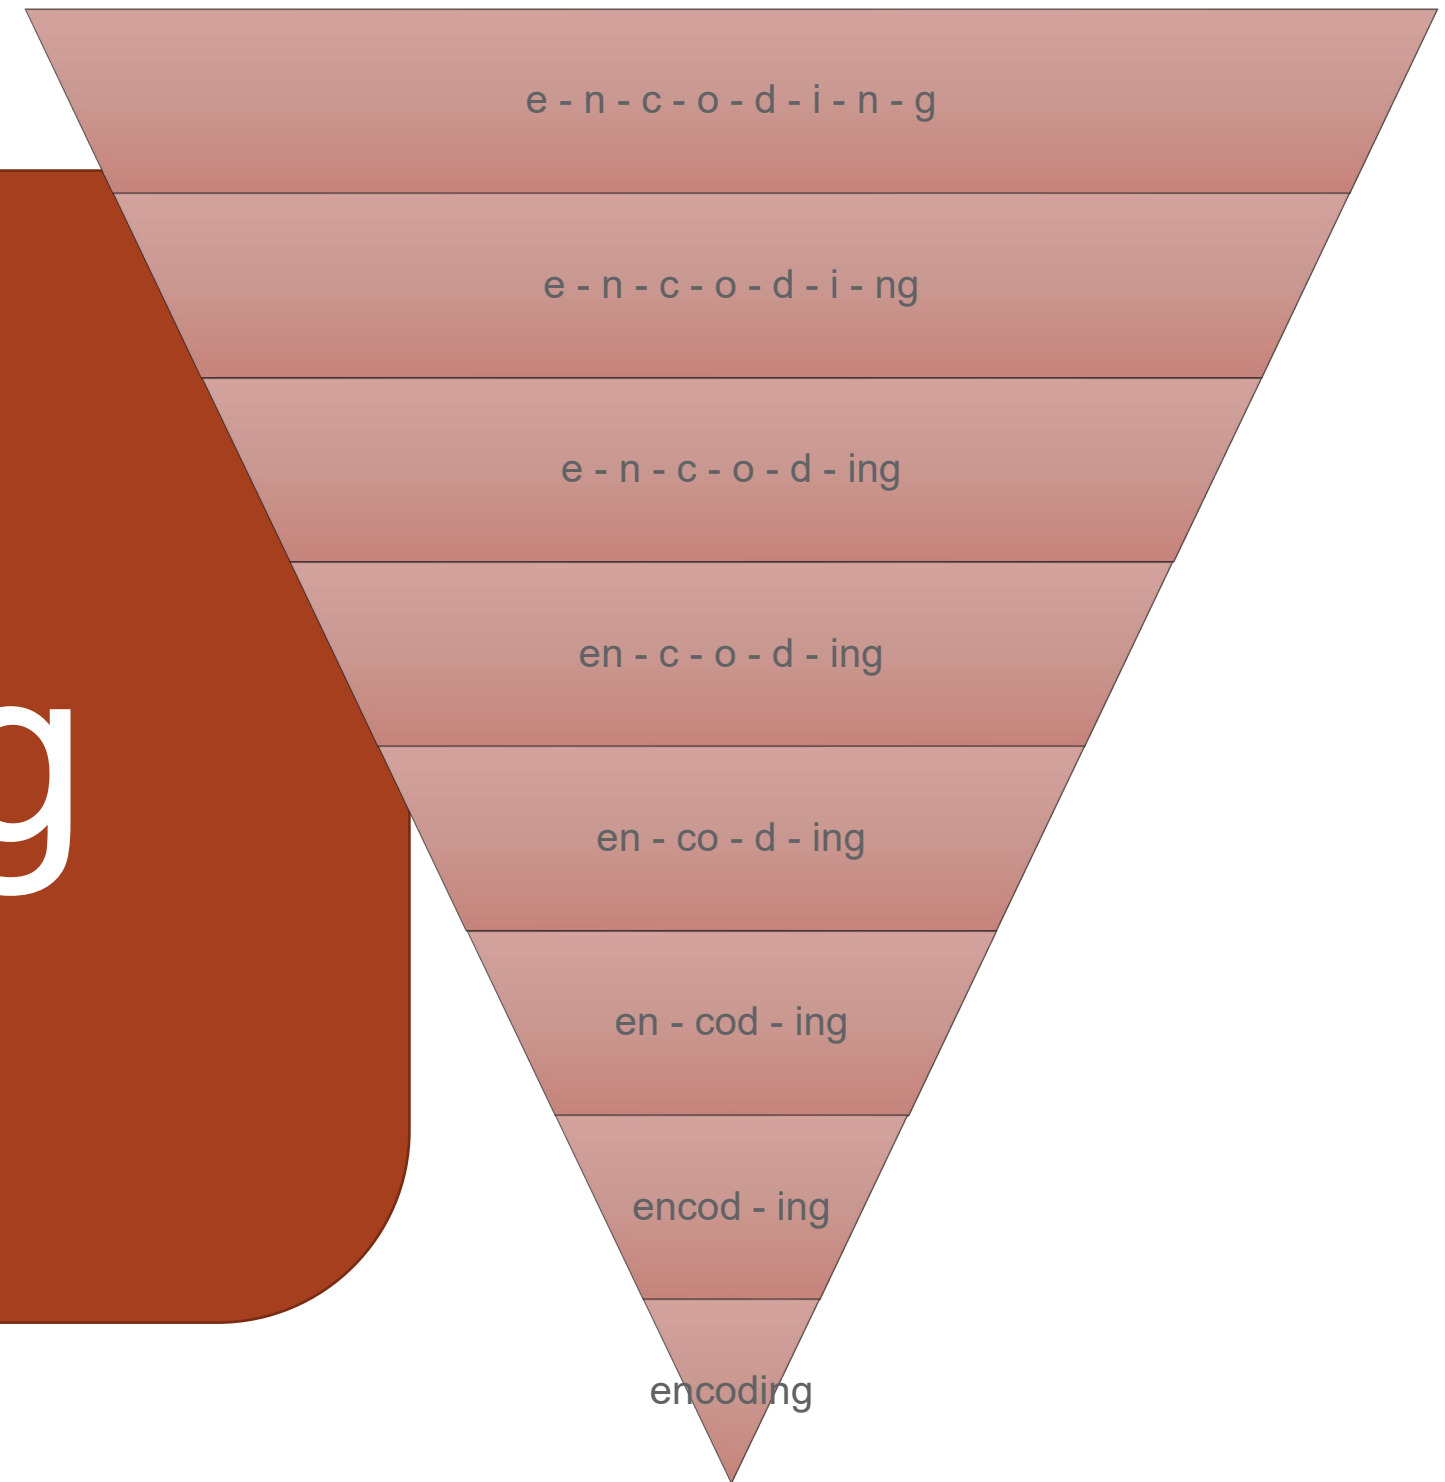 e - n - c - o - d - i - n - g
e - n - c - o - d - i - ng
e - n - c - o - d - ing
en - c - o - d - ing
g
en - co - d - ing
en - cod - ing
encod - ing
encoding